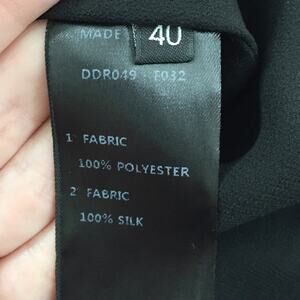 MADE
40
DDR049 - F032
1° FABRIC
100% POLYESTER
2° FABRIC
100% SILK